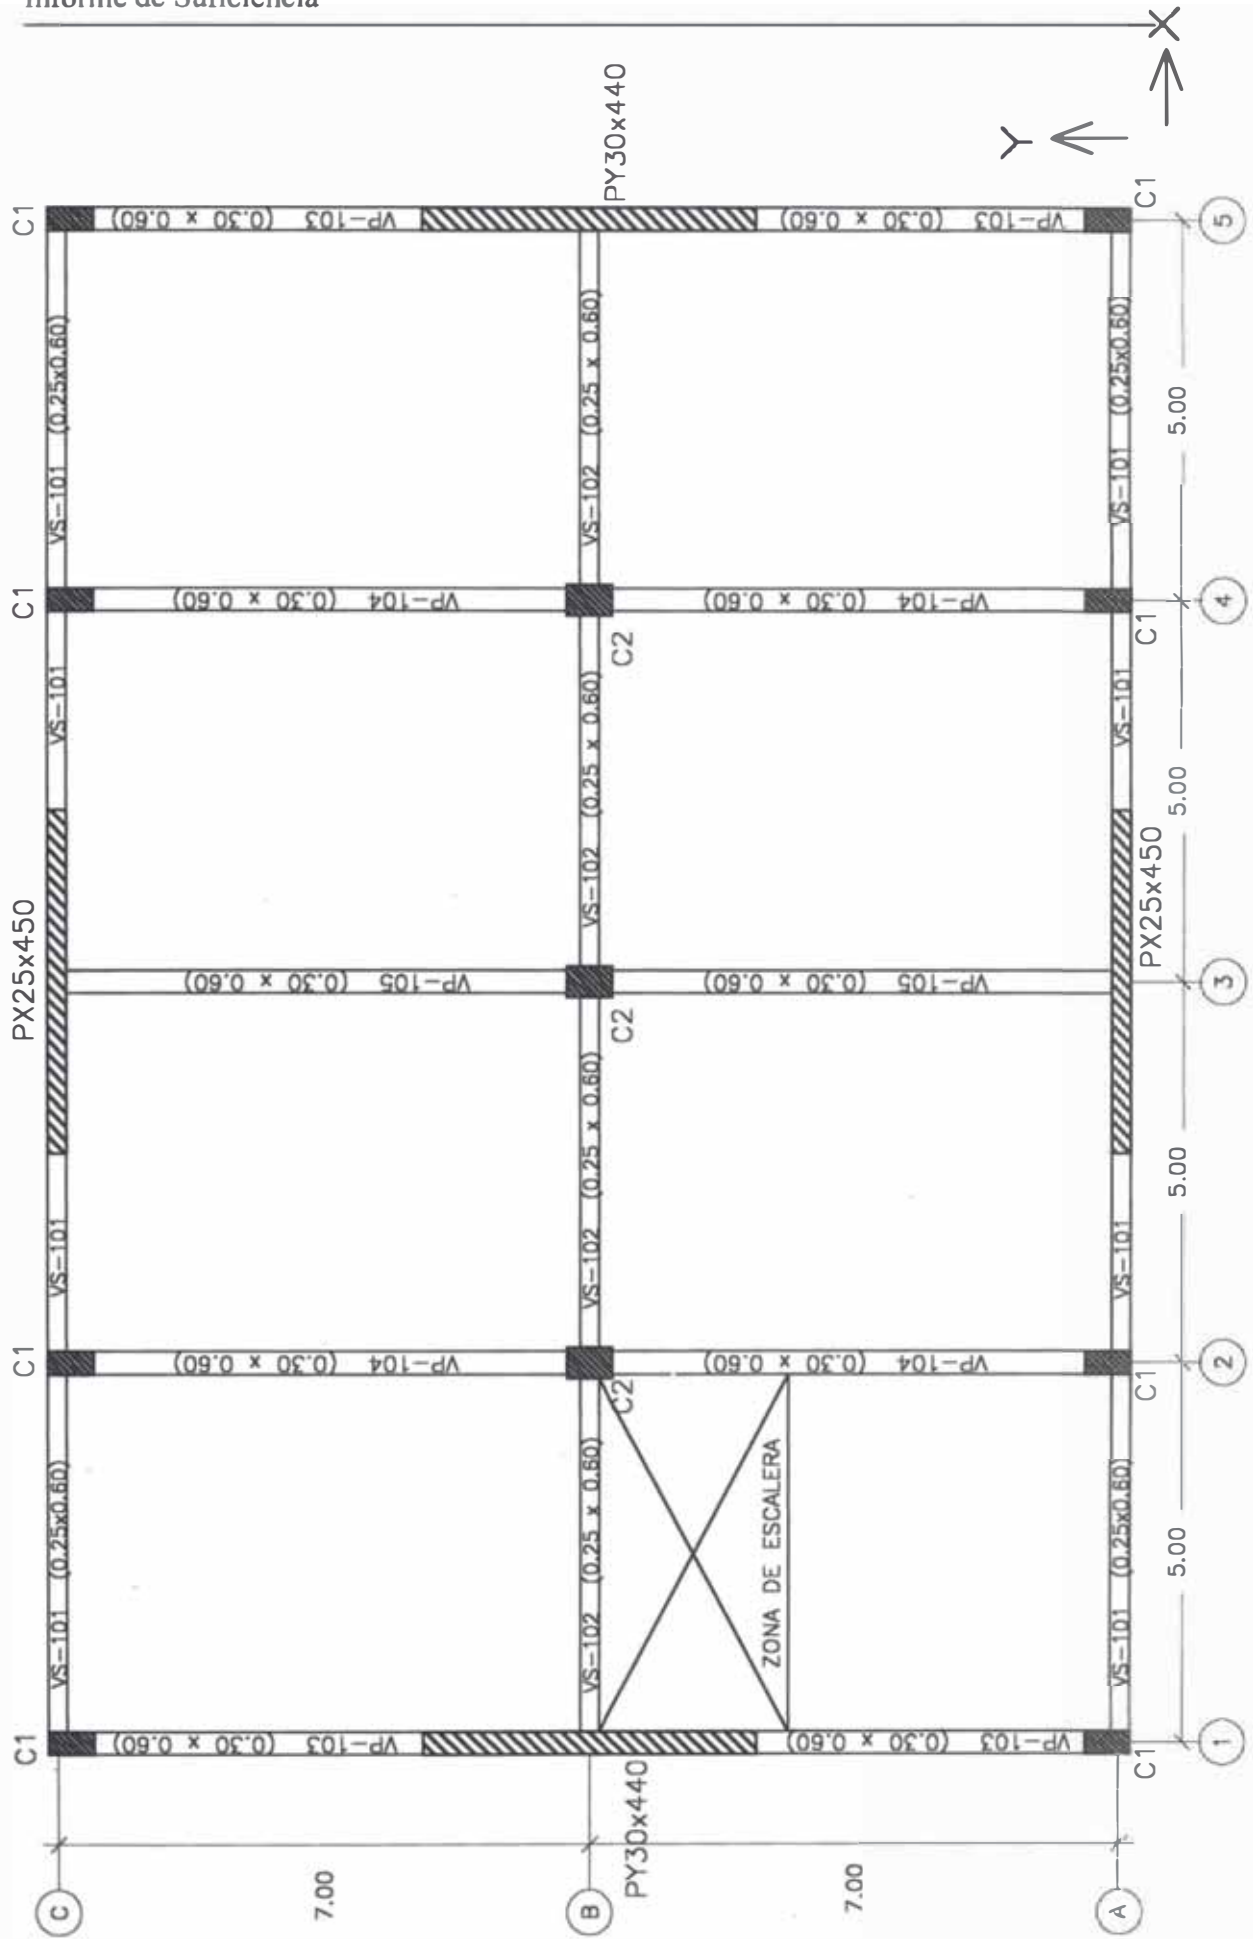 Informe de Suficiencia
C1
C1
PX25x450
C1
C1
C
VS-101 (0.25x0.60)
VS-101
VS-101
VS-101 (0.25x0.60)
7.00
VP-103 (0.30 x 0.60)
VP-104 (0.30 x 0.60)
VP-105 (0.30 x 0.60)
VP-104 (0.30 x 0.60)
VP-103 (0.30 x 0.60)
B
VS-102 (0.25 x 0.60)
VS-102 (0.25 x 0.60)
VS-102 (0.25 x 0.60)
VS-102 (0.25 x 0.60)
PY30x440
C2
C2
C2
PY30x440
ZONA DE ESCALERA
7.00
VP-103 (0.30 x 0.60)
VP-104 (0.30 x 0.60)
VP-105 (0.30 x 0.60)
VP-104 (0.30 x 0.60)
VP-103 (0.30 x 0.60)
A
VS-101 (0.25x0.60)
VS-101
VS-101
VS-101 (0.25x0.60)
C1
C1
PX25x450
C1
C1
5.00
5.00
5.00
5.00
1
2
3
4
5
Y
X